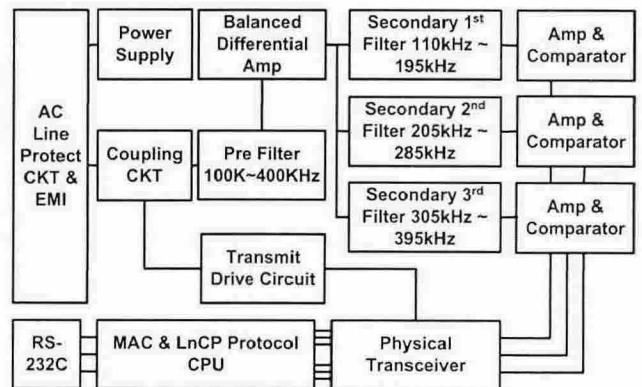 Power
Supply
Balanced
Differential
Amp
Secondary 1st
Filter 110kHz ~
195kHz
Amp &
Comparator
AC
Line
Protect
CKT &
EMI
Coupling
CKT
Pre Filter
100K~400KHz
Secondary 2nd
Filter 205kHz ~
285kHz
Amp &
Comparator
Secondary 3rd
Filter 305kHz ~
395kHz
Amp &
Comparator
Transmit
Drive Circuit
RS-
232C
MAC & LnCP Protocol
CPU
Physical
Transceiver